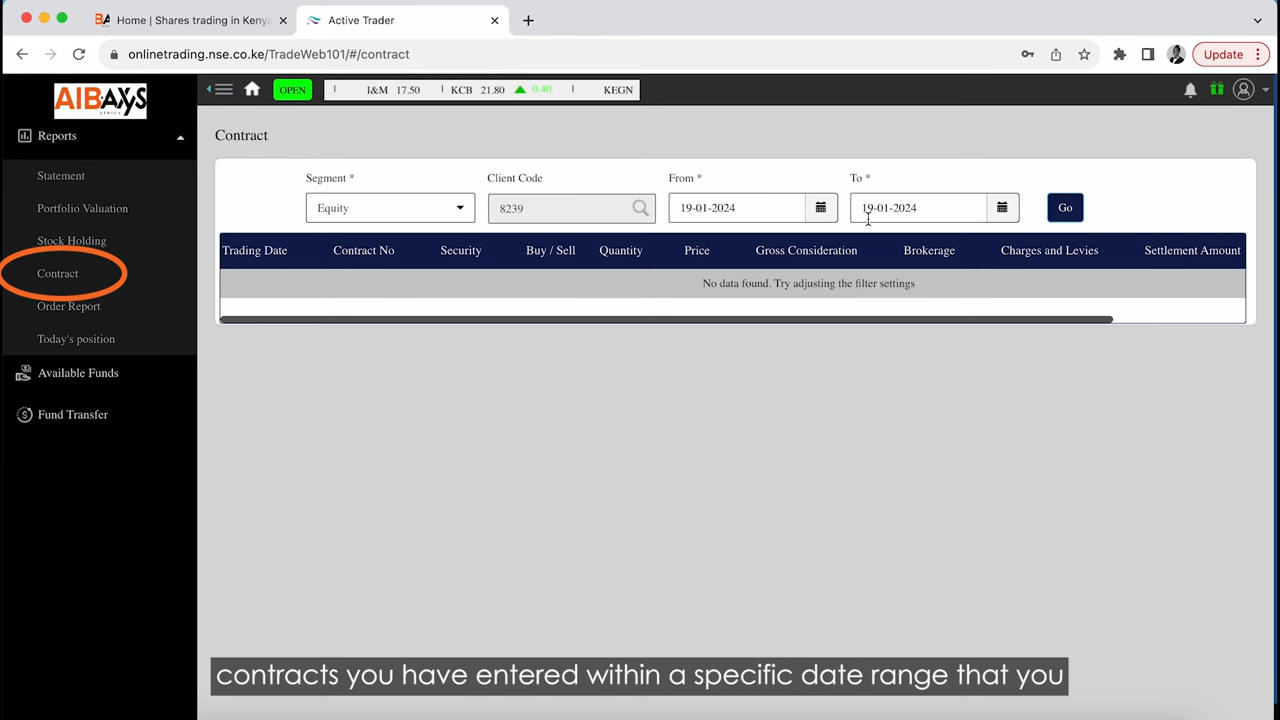 Home | Shares trading in Kenya
Active Trader
onlinetrading.nse.co.ke/TradeWeb101/#/contract
Update
AIB-AXYS
AFRICA
OPEN
I&M 17.50 KCB 21.80 0.40 KEGN
Reports
Statement
Portfolio Valuation
Stock Holding
Contract
Order Report
Today's position
Available Funds
Fund Transfer
Contract
Segment * Client Code From * To *
Equity 8239 19-01-2024 19-01-2024 Go
Trading Date Contract No Security Buy / Sell Quantity Price Gross Consideration Brokerage Charges and Levies Settlement Amount
No data found. Try adjusting the filter settings
contracts you have entered within a specific date range that you